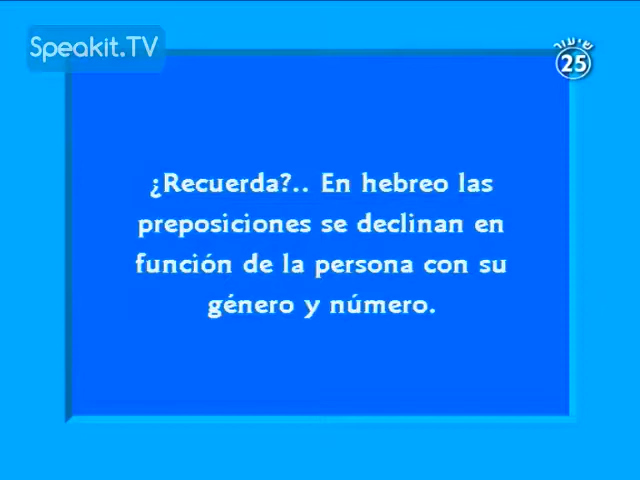 Speakit.TV
שיעור
25
¿Recuerda?.. En hebreo las
preposiciones se declinan en
función de la persona con su
género y número.